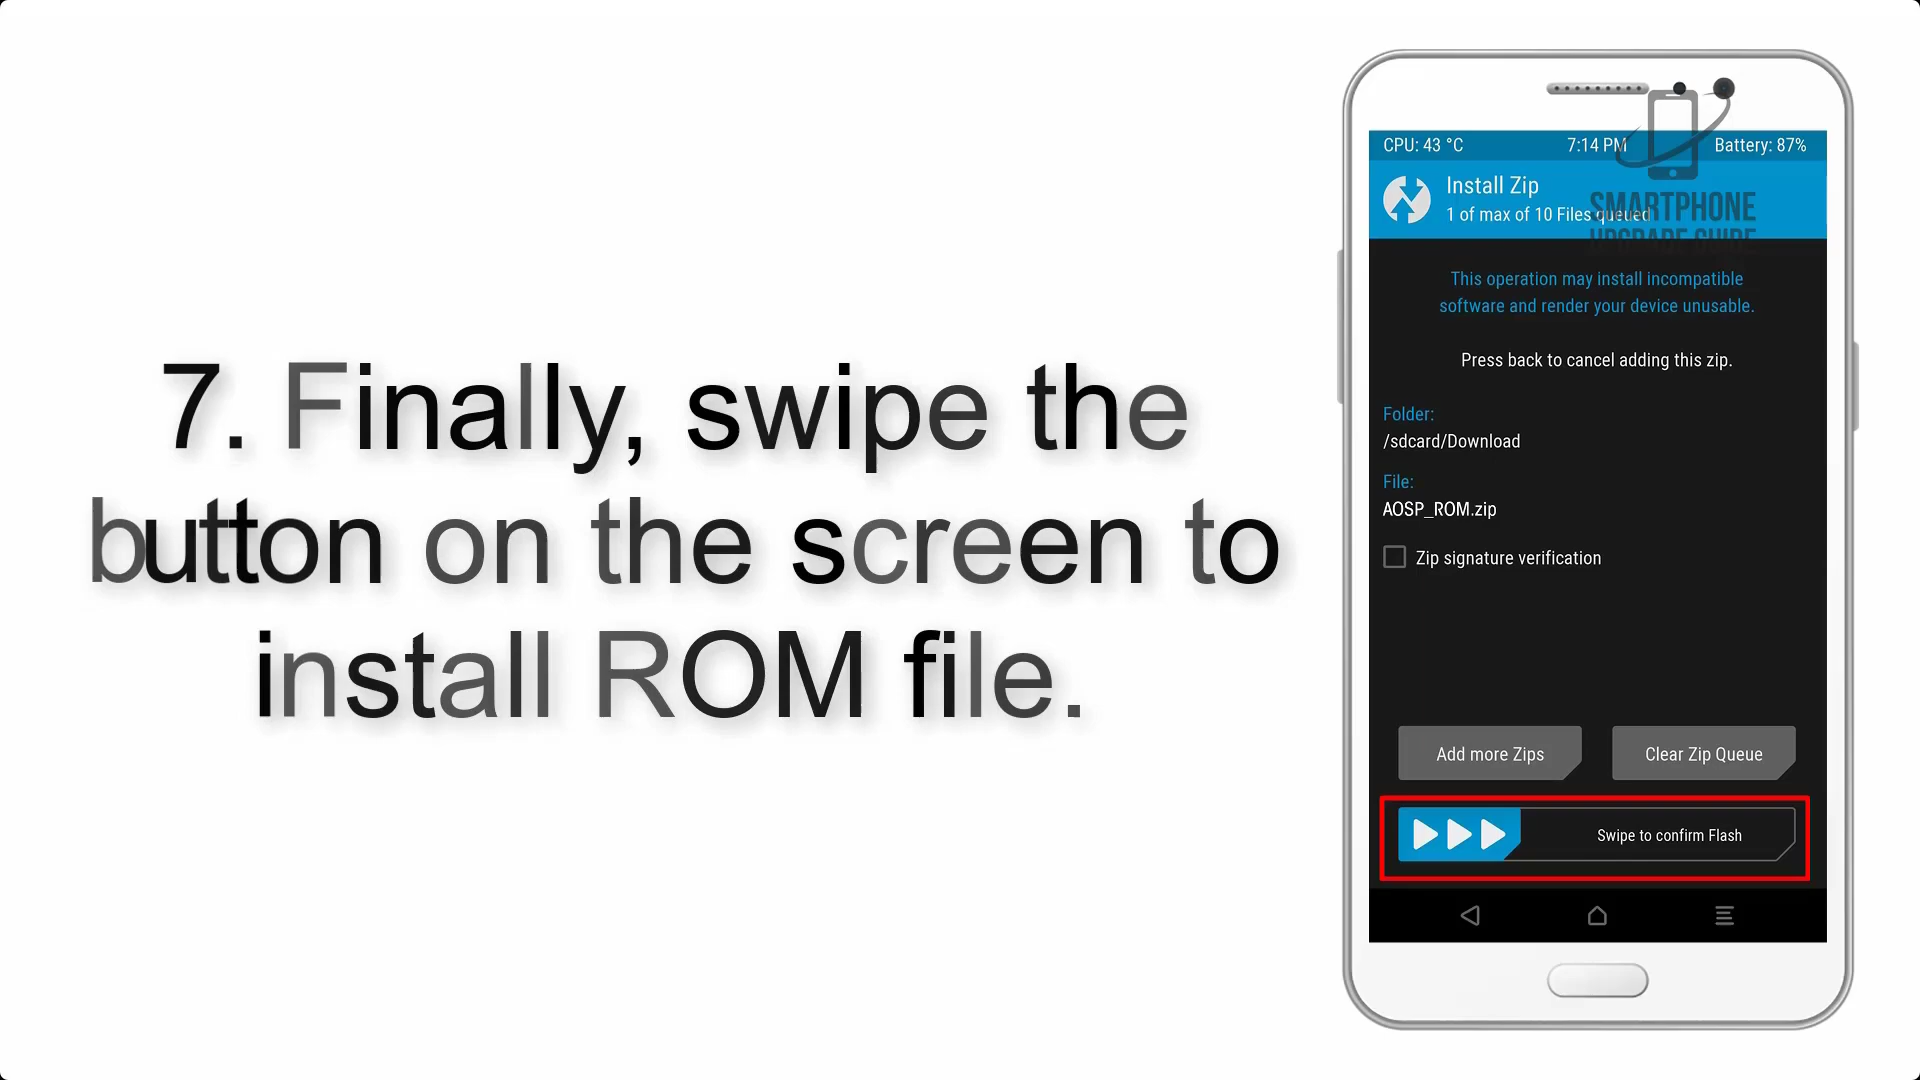 7. Finally, swipe the
button on the screen to
install ROM file.
CPU: 43 °C 7:14 PM Battery: 87%
Install Zip
1 of max of 10 Files queued
SMARTPHONE
UPGRADE GUIDE
This operation may install incompatible
software and render your device unusable.
Press back to cancel adding this zip.
Folder:
/sdcard/Download
File:
AOSP_ROM.zip
Zip signature verification
Add more Zips Clear Zip Queue
Swipe to confirm Flash